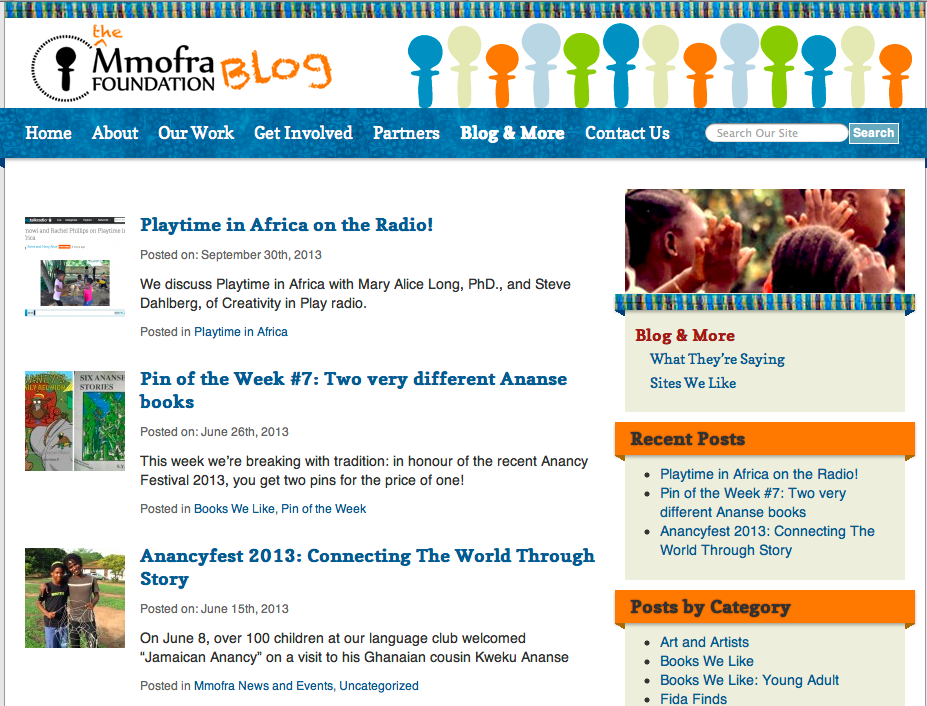 the
Mmofra
FOUNDATION
BLOG
Home About Our Work Get Involved Partners Blog & More Contact Us Search Our Site Search
Playtime in Africa on the Radio!
Posted on: September 30th, 2013
We discuss Playtime in Africa with Mary Alice Long, PhD., and Steve
Dahlberg, of Creativity in Play radio.
Posted in Playtime in Africa
SIX ANANSE
STORIES
Pin of the Week #7: Two very different Ananse
books
Posted on: June 26th, 2013
This week we're breaking with tradition: in honour of the recent Anancy
Festival 2013, you get two pins for the price of one!
Posted in Books We Like, Pin of the Week
Anancyfest 2013: Connecting The World Through
Story
Posted on: June 15th, 2013
On June 8, over 100 children at our language club welcomed
“Jamaican Anancy” on a visit to his Ghanaian cousin Kweku Ananse
Posted in Mmofra News and Events, Uncategorized
Blog & More
What They're Saying
Sites We Like
Recent Posts
Playtime in Africa on the Radio!
Pin of the Week #7: Two very
different Ananse books
Anancyfest 2013: Connecting The
World Through Story
Posts by Category
Art and Artists
Books We Like
Books We Like: Young Adult
Fida Finds